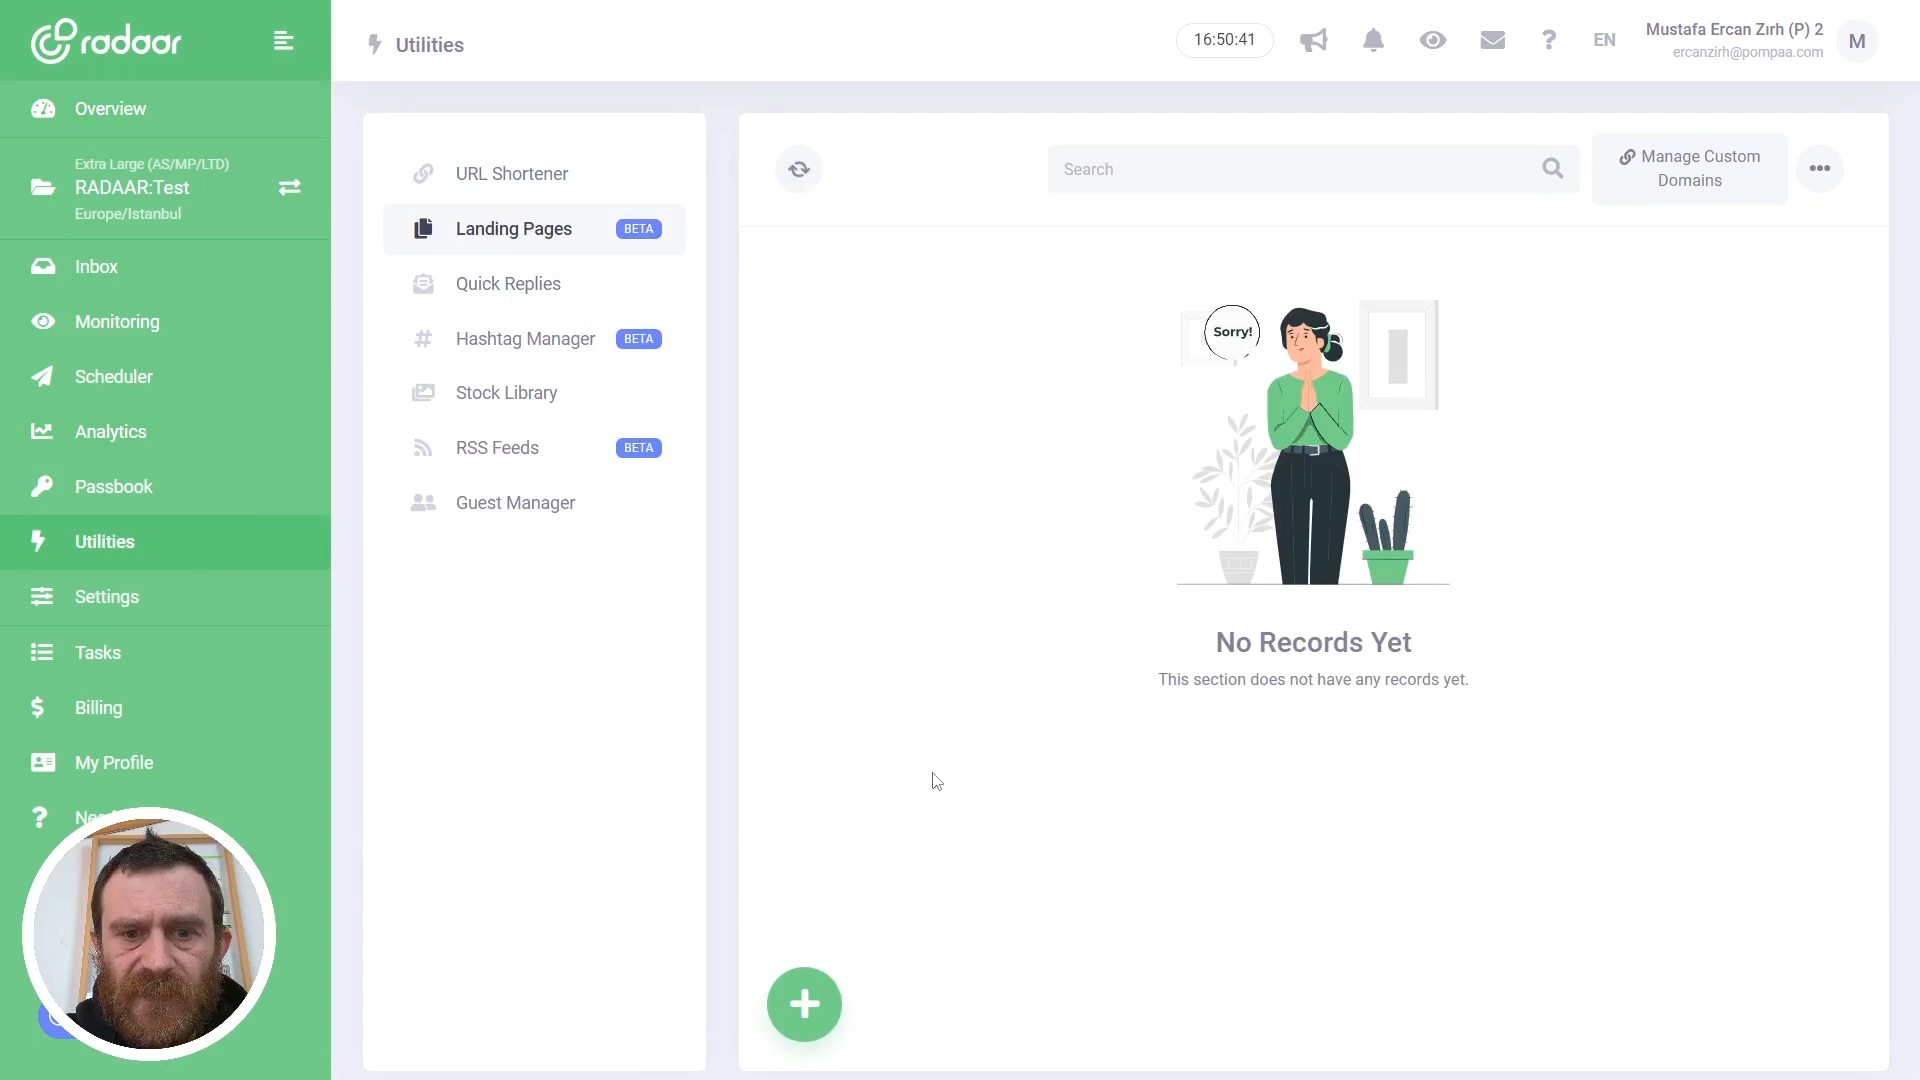 radaar
Utilities
16:50:41
EN
Mustafa Ercan Zırh (P) 2
ercanzirh@pompaa.com
M
Overview
Extra Large (AS/MP/LTD)
RADAAR:Test
Europe/Istanbul
Inbox
Monitoring
Scheduler
Analytics
Passbook
Utilities
Settings
Tasks
Billing
My Profile
URL Shortener
Landing Pages BETA
Quick Replies
Hashtag Manager BETA
Stock Library
RSS Feeds BETA
Guest Manager
Search
Manage Custom
Domains
Sorry!
No Records Yet
This section does not have any records yet.